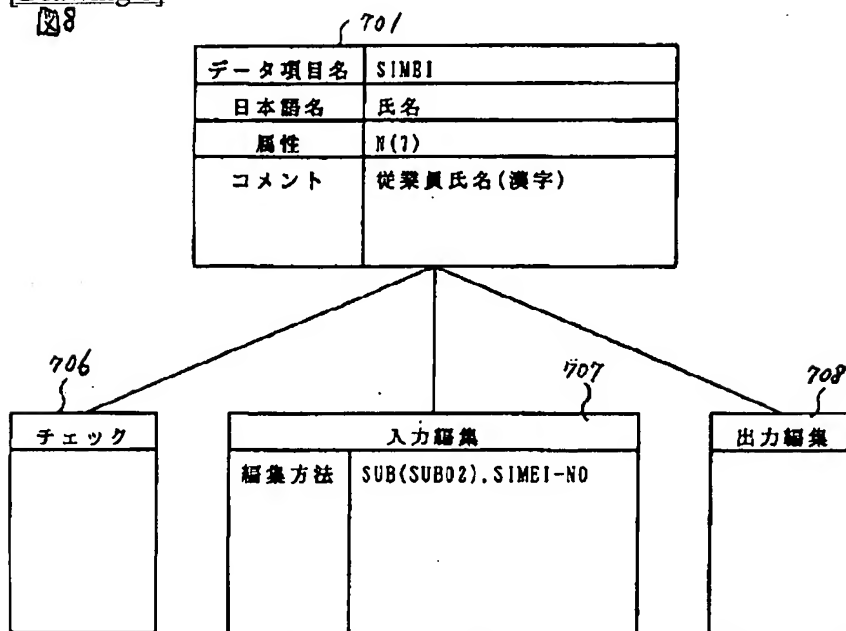 図8
701
データ項目名 SIMEI
日本語名 氏名
属性 N(7)
コメント 従業員氏名(漢字)
706
707
708
チェック
入力編集
出力編集
編集方法 SUB(SUB02).SIMEI-NO